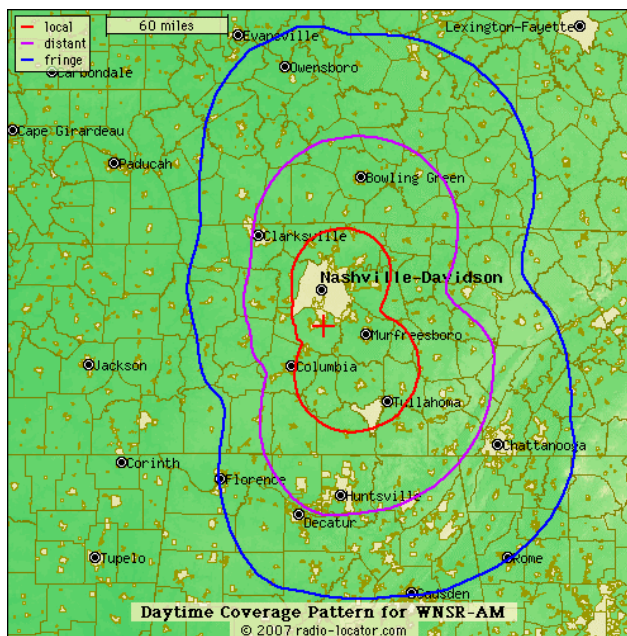 local
distant
fringe
60 miles
Lexington-Fayette
Evansville
Owensboro
Carbondale
Cape Girardeau
Paducah
Bowling Green
Clarksville
Nashville-Davidson
Murfreesboro
Jackson
Columbia
Tullahoma
Chattanooga
Corinth
Florence
Huntsville
Decatur
Tupelo
Rome
Gadsden
Daytime Coverage Pattern for WNSR-AM
© 2007 radio-locator.com